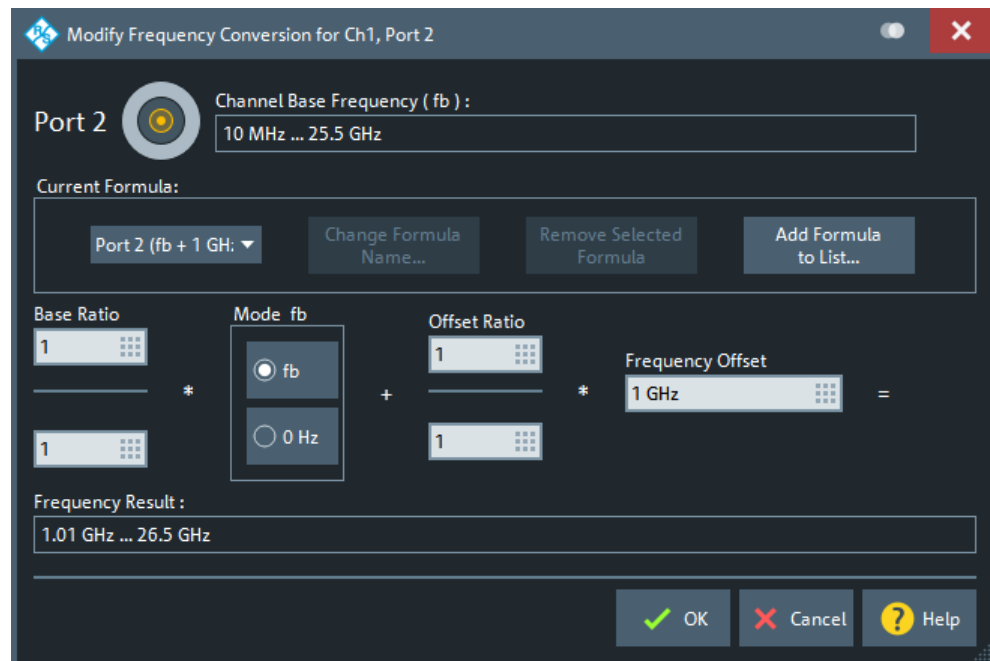 Modify Frequency Conversion for Ch1, Port 2
Port 2
Channel Base Frequency ( fb ) :
10 MHz ... 25.5 GHz
Current Formula:
Port 2 (fb + 1 GH:
Change Formula
Name...
Remove Selected
Formula
Add Formula
to List...
Base Ratio
Mode fb
Offset Ratio
1
fb
1
Frequency Offset
*
+
*
1 GHz
=
1
0 Hz
1
Frequency Result :
1.01 GHz ... 26.5 GHz
OK
Cancel
? Help